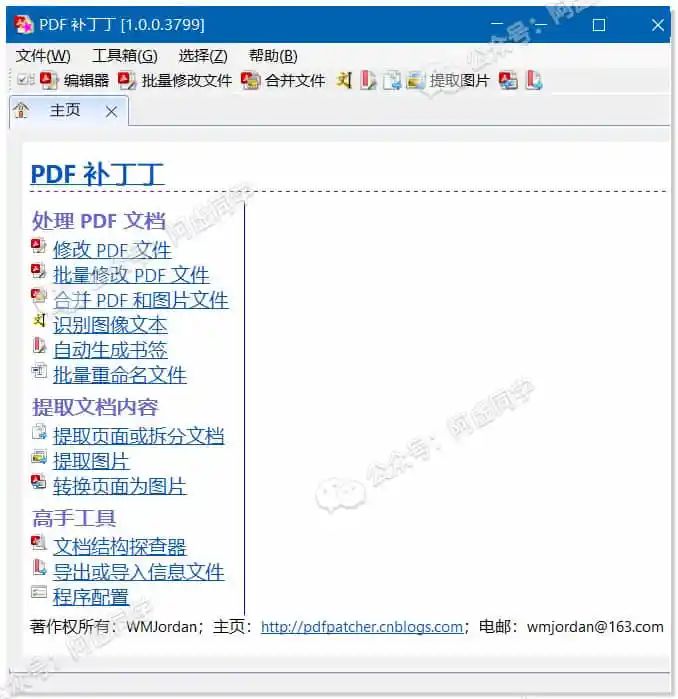 PDF 补丁丁 [1.0.0.3799]
文件(W) 工具箱(G) 选择(Z) 帮助(B)
编辑器 批量修改文件 合并文件 提取图片
主页
PDF 补丁丁
处理 PDF 文档
修改 PDF 文件
批量修改 PDF 文件
合并 PDF 和图片文件
识别图像文本
自动生成书签
批量重命名文件
提取文档内容
提取页面或拆分文档
提取图片
转换页面为图片
高手工具
文档结构探查器
导出或导入信息文件
程序配置
著作权所有：WMJordan；主页：http://pdfpatcher.cnblogs.com；电邮：wmjordan@163.com